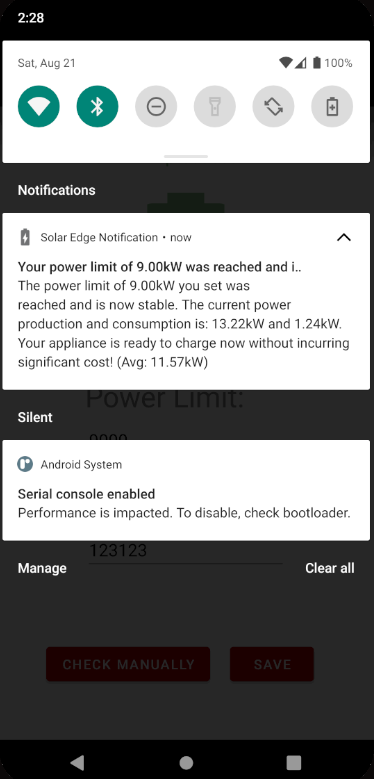 2:28
Sat, Aug 21
100%
Notifications
Solar Edge Notification • now
Your power limit of 9.00kW was reached and i..
The power limit of 9.00kW you set was
reached and is now stable. The current power
production and consumption is: 13.22kW and 1.24kW.
Your appliance is ready to charge now without incurring
significant cost! (Avg: 11.57kW)
Power Limit:
Silent
Android System
Serial console enabled
Performance is impacted. To disable, check bootloader.
123123
Manage
Clear all
CHECK MANUALLY
SAVE